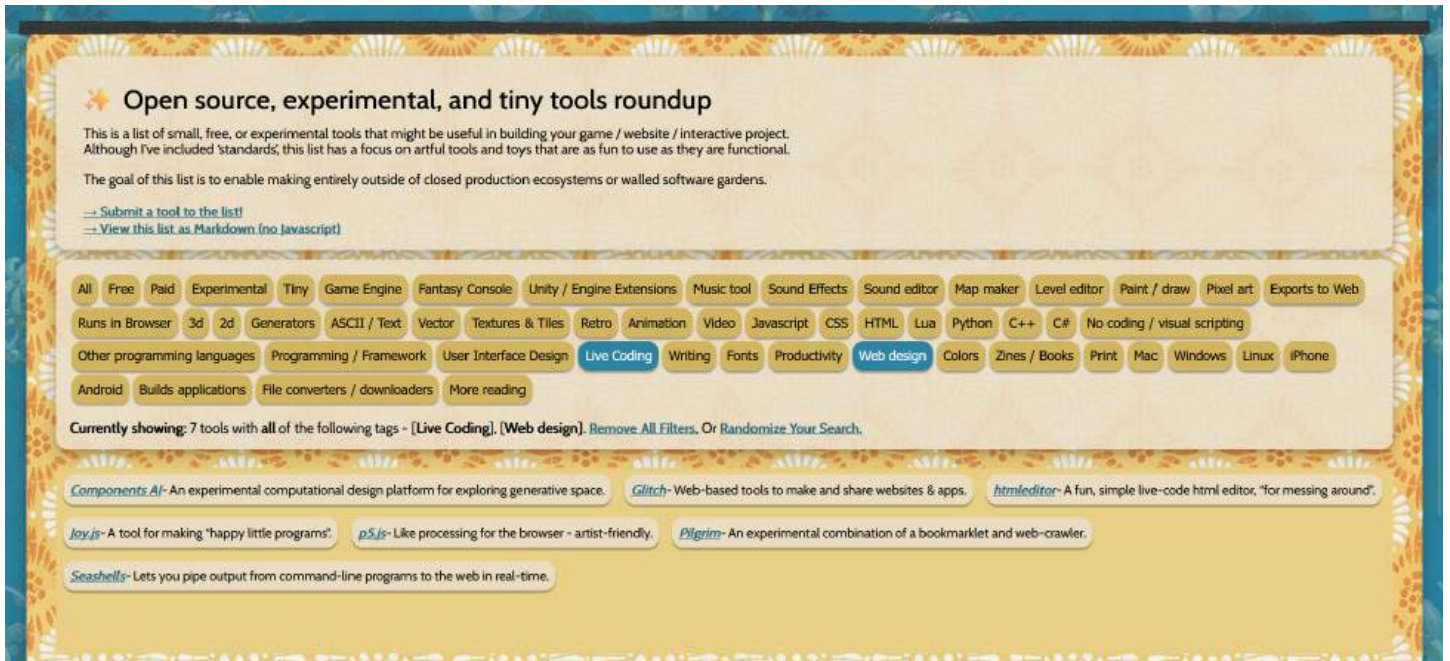 ✨ Open source, experimental, and tiny tools roundup
This is a list of small, free, or experimental tools that might be useful in building your game / website / interactive project.
Although I've included 'standards', this list has a focus on artful tools and toys that are as fun to use as they are functional.
The goal of this list is to enable making entirely outside of closed production ecosystems or walled software gardens.
→ Submit a tool to the list!
→ View this list as Markdown (no Javascript)
All Free Paid Experimental Tiny Game Engine Fantasy Console Unity / Engine Extensions Music tool Sound Effects Sound editor Map maker Level editor Paint / draw Pixel art Exports to Web
Runs in Browser 3d 2d Generators ASCII / Text Vector Textures & Tiles Retro Animation Video Javascript CSS HTML Lua Python C++ C# No coding / visual scripting
Other programming languages Programming / Framework User Interface Design Live Coding Writing Fonts Productivity Web design Colors Zines / Books Print Mac Windows Linux iPhone
Android Builds applications File converters / downloaders More reading
Currently showing: 7 tools with all of the following tags - [Live Coding], [Web design]. Remove All Filters, Or Randomize Your Search.
Components AI- An experimental computational design platform for exploring generative space. Glitch- Web-based tools to make and share websites & apps. htmleditor- A fun, simple live-code html editor, "for messing around".
Joy.js- A tool for making "happy little programs". p5.js- Like processing for the browser - artist-friendly. Pilgrim- An experimental combination of a bookmarklet and web-crawler.
Seashells- Lets you pipe output from command-line programs to the web in real-time.